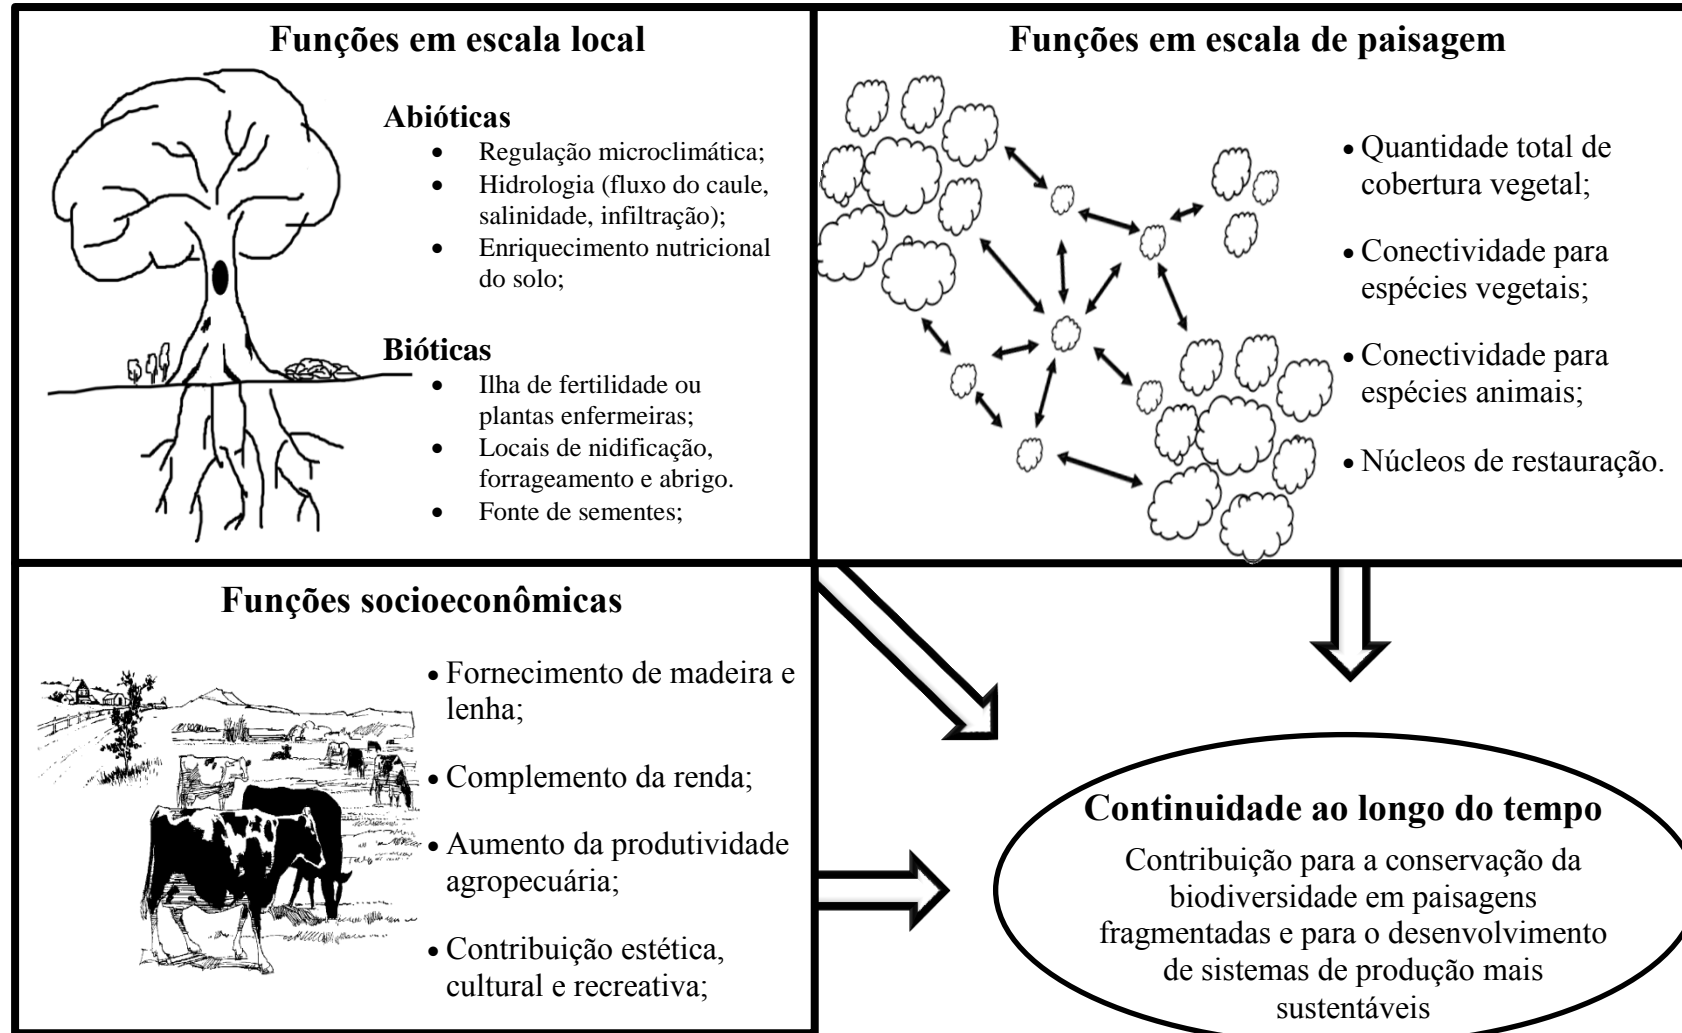 Funções em escala local
Abióticas
• Regulação microclimática;
• Hidrologia (fluxo do caule,
salinidade, infiltração);
• Enriquecimento nutricional
do solo;
Bióticas
• Ilha de fertilidade ou
plantas enfermeiras;
• Locais de nidificação,
forrageamento e abrigo.
• Fonte de sementes;
Funções em escala de paisagem
• Quantidade total de
cobertura vegetal;
• Conectividade para
espécies vegetais;
• Conectividade para
espécies animais;
• Núcleos de restauração.
Funções socioeconômicas
• Fornecimento de madeira e
lenha;
• Complemento da renda;
• Aumento da produtividade
agropecuária;
• Contribuição estética,
cultural e recreativa;
Continuidade ao longo do tempo
Contribuição para a conservação da
biodiversidade em paisagens
fragmentadas e para o desenvolvimento
de sistemas de produção mais
sustentáveis